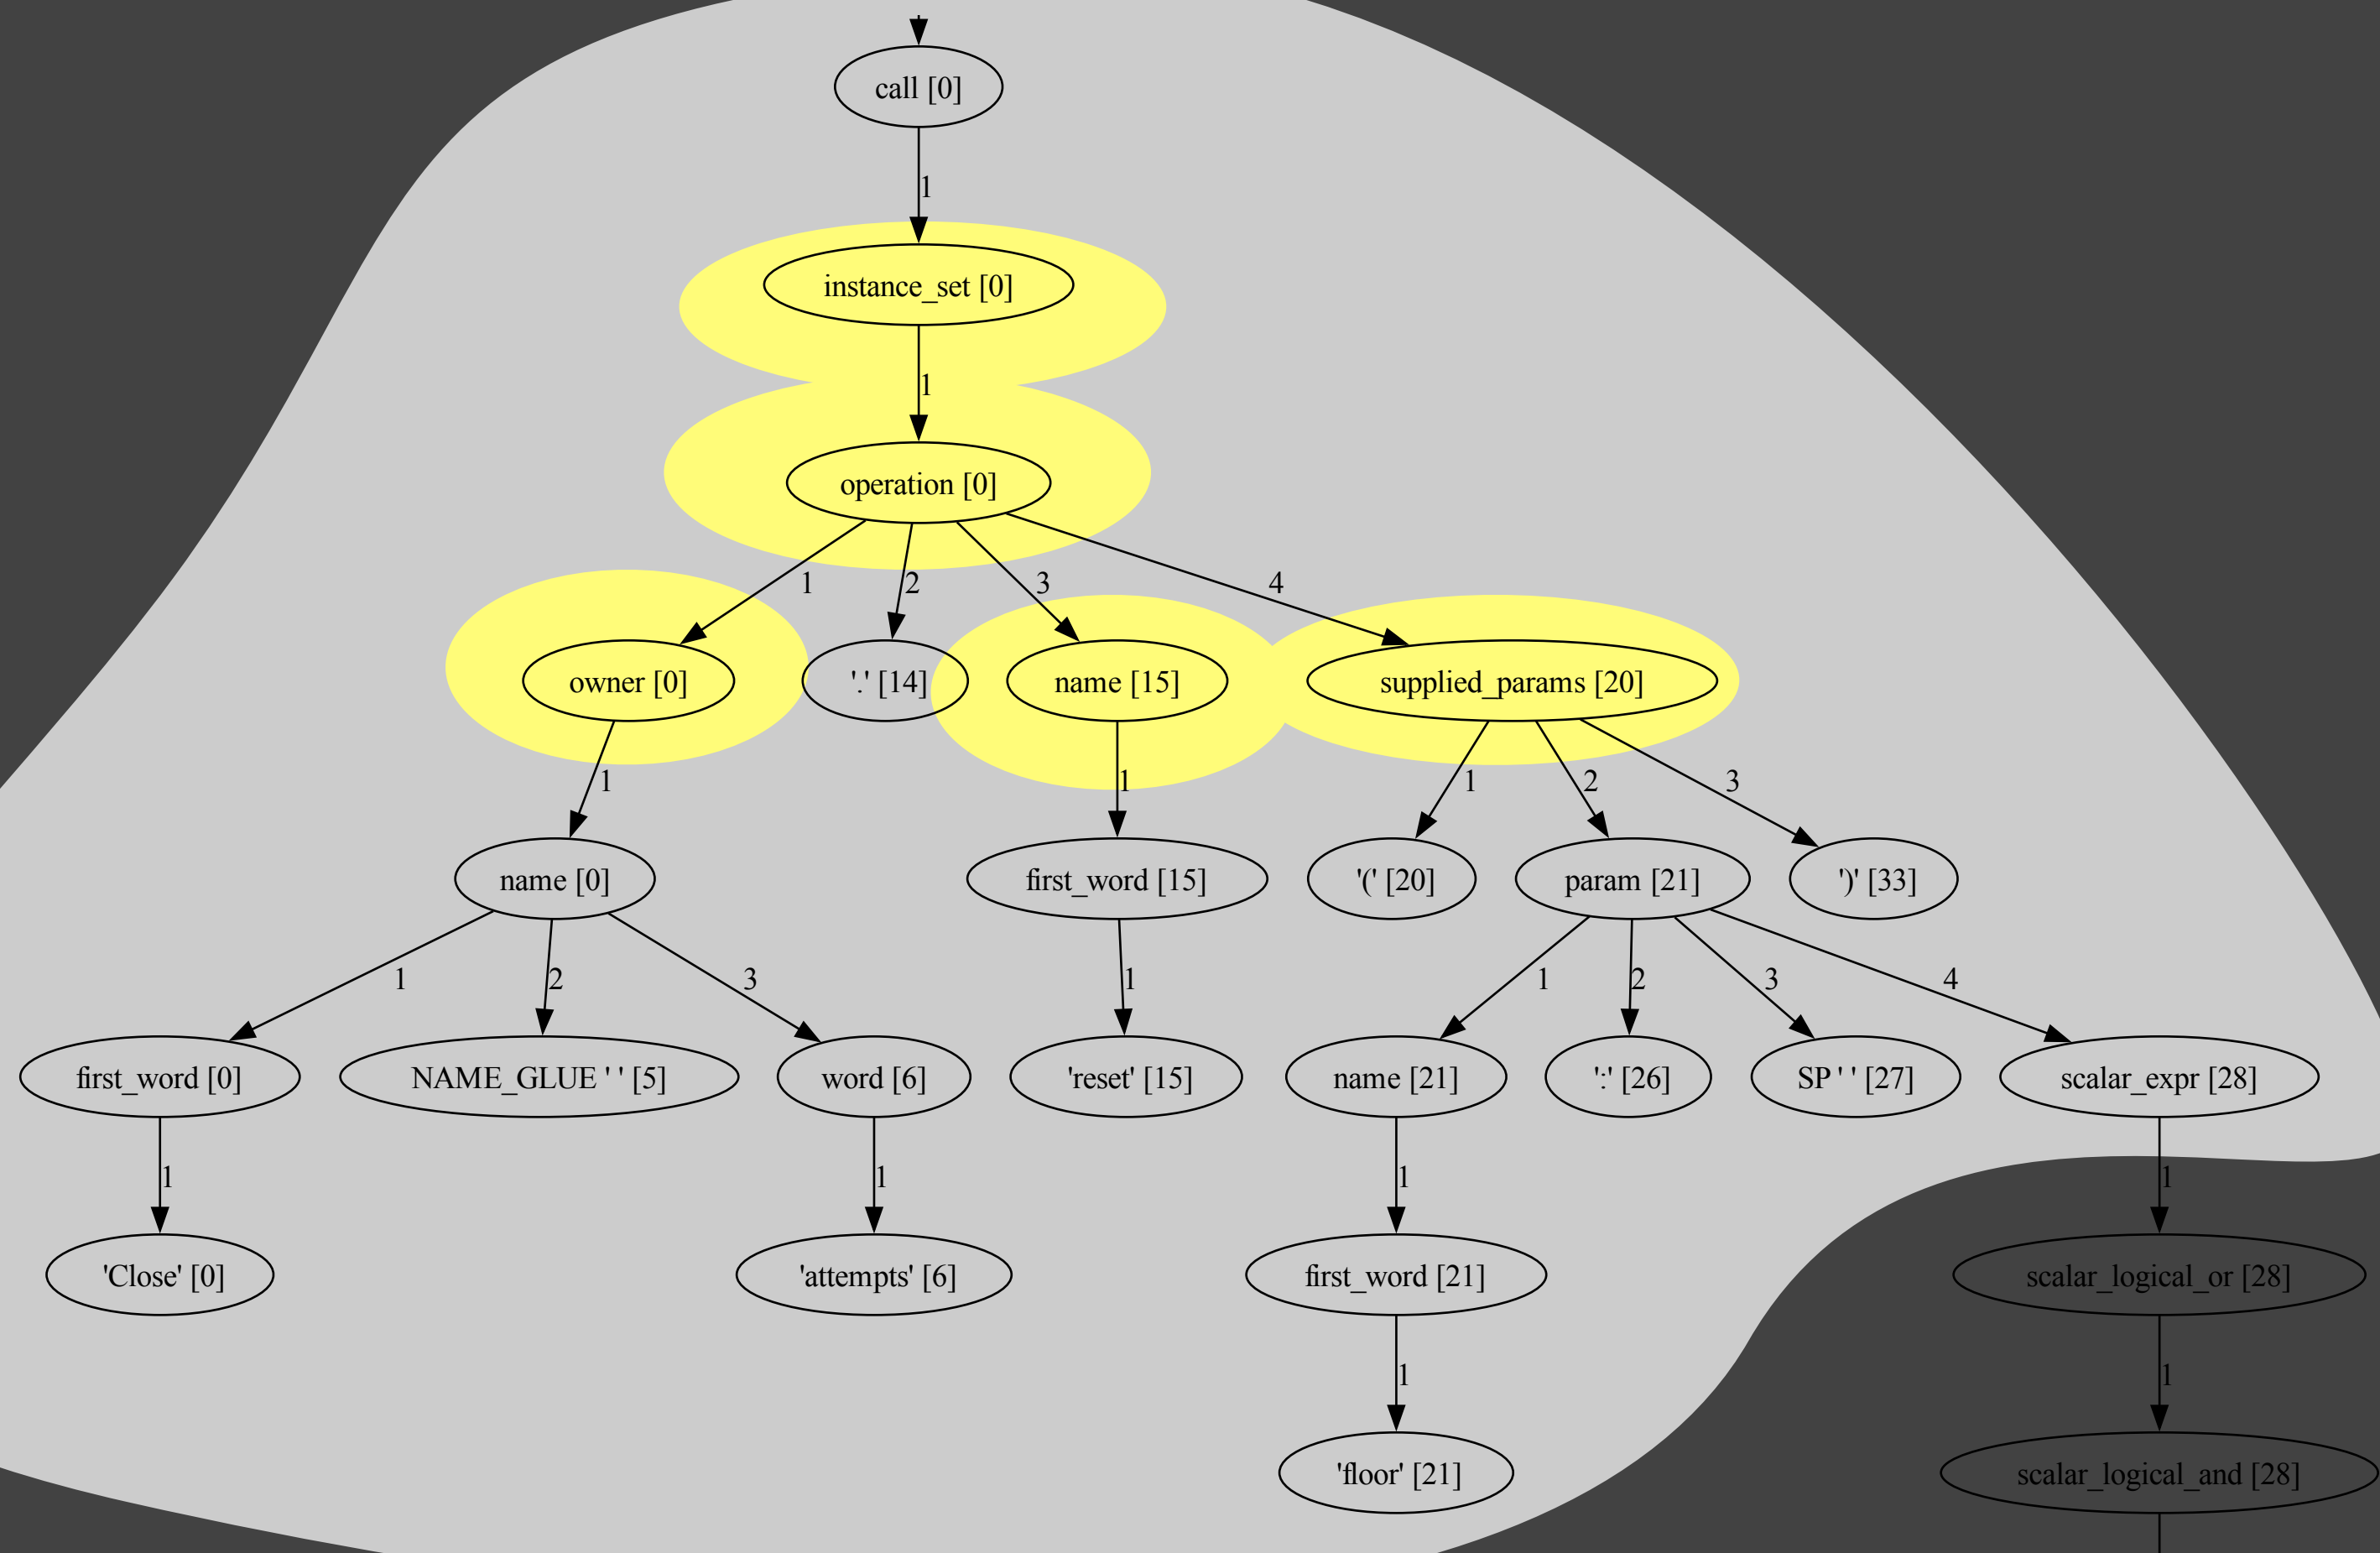 call [0]
1
instance_set [0]
1
operation [0]
1 2 3 4
owner [0] '.' [14] name [15] supplied_params [20]
1 1 1 2 3
name [0] first_word [15] '(' [20] param [21] ')' [33]
1 2 3 1 1 2 3 4
first_word [0] NAME_GLUE ' ' [5] word [6] 'reset' [15] name [21] ':' [26] SP ' ' [27] scalar_expr [28]
1 1 1 1
'Close' [0] 'attempts' [6] first_word [21] scalar_logical_or [28]
1 1
'floor' [21] scalar_logical_and [28]